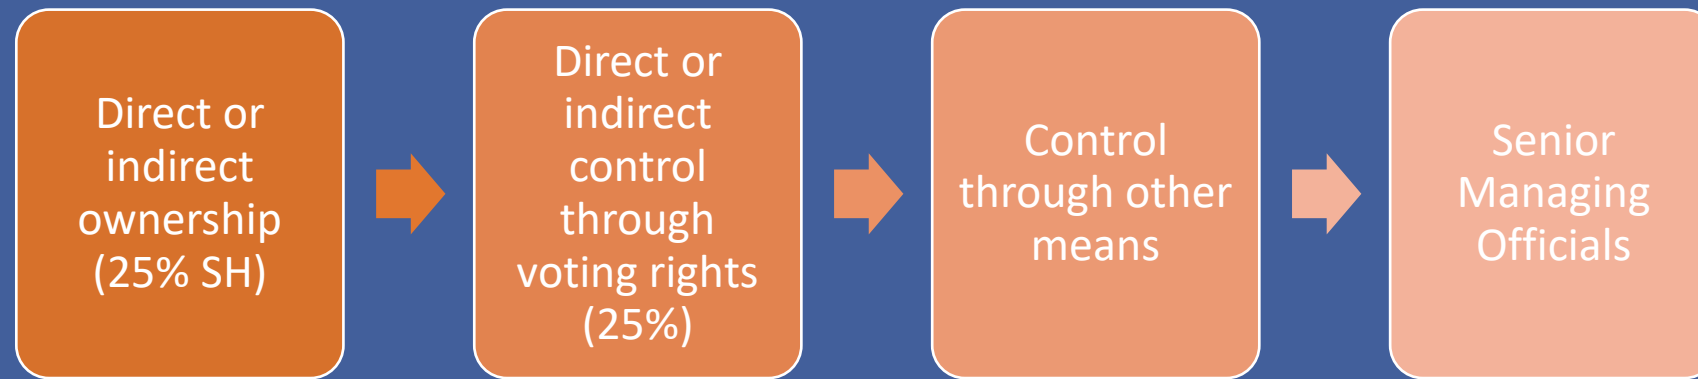 Direct or
indirect
ownership
(25% SH)
Direct or
indirect
control
through
voting rights
(25%)
Control
through other
means
Senior
Managing
Officials